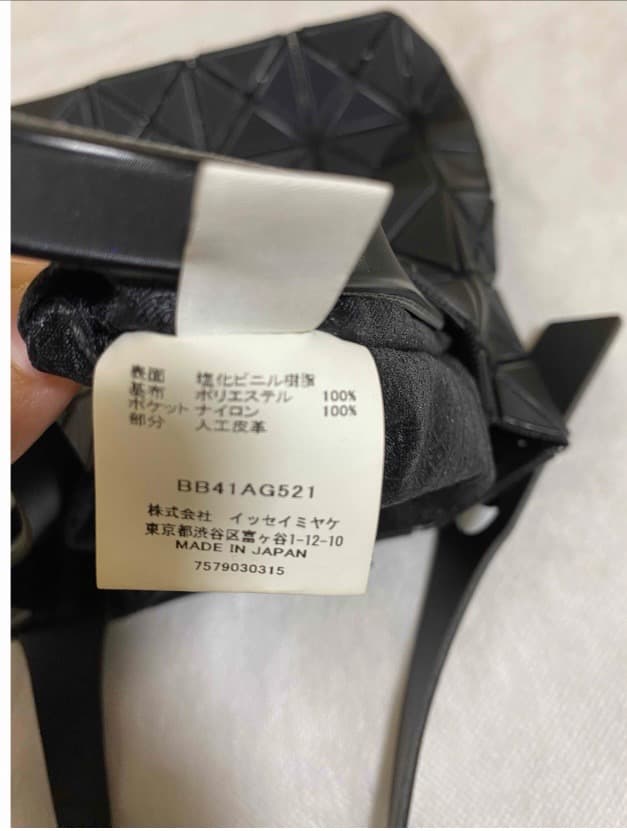 表面 塩化ビニル樹脂
基布 ポリエステル 100%
ポケット ナイロン 100%
部分 人工皮革
BB41AG521
株式会社 イッセイミヤケ
東京都渋谷区富ヶ谷1-12-10
MADE IN JAPAN
7579030315